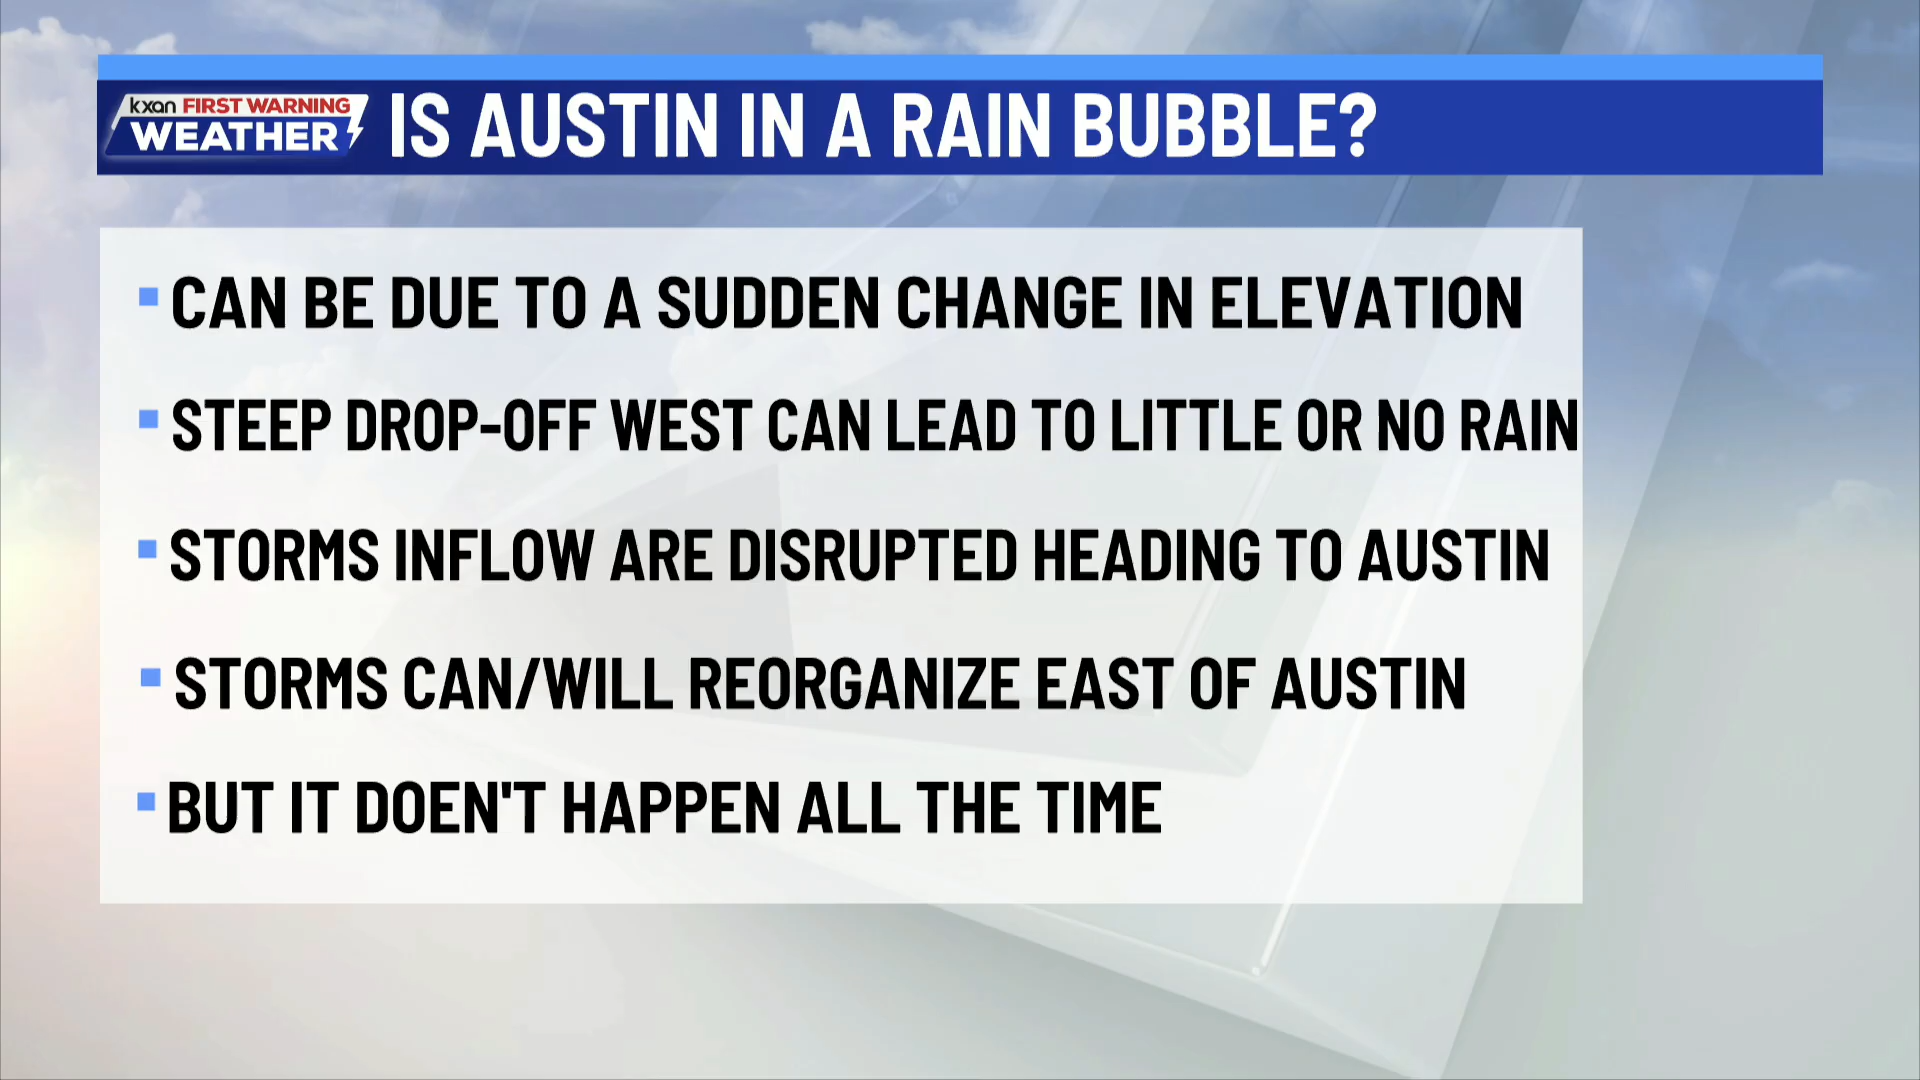 kxan FIRST WARNING
WEATHER
IS AUSTIN IN A RAIN BUBBLE?
CAN BE DUE TO A SUDDEN CHANGE IN ELEVATION
STEEP DROP-OFF WEST CAN LEAD TO LITTLE OR NO RAIN
STORMS INFLOW ARE DISRUPTED HEADING TO AUSTIN
STORMS CAN/WILL REORGANIZE EAST OF AUSTIN
BUT IT DOEN'T HAPPEN ALL THE TIME